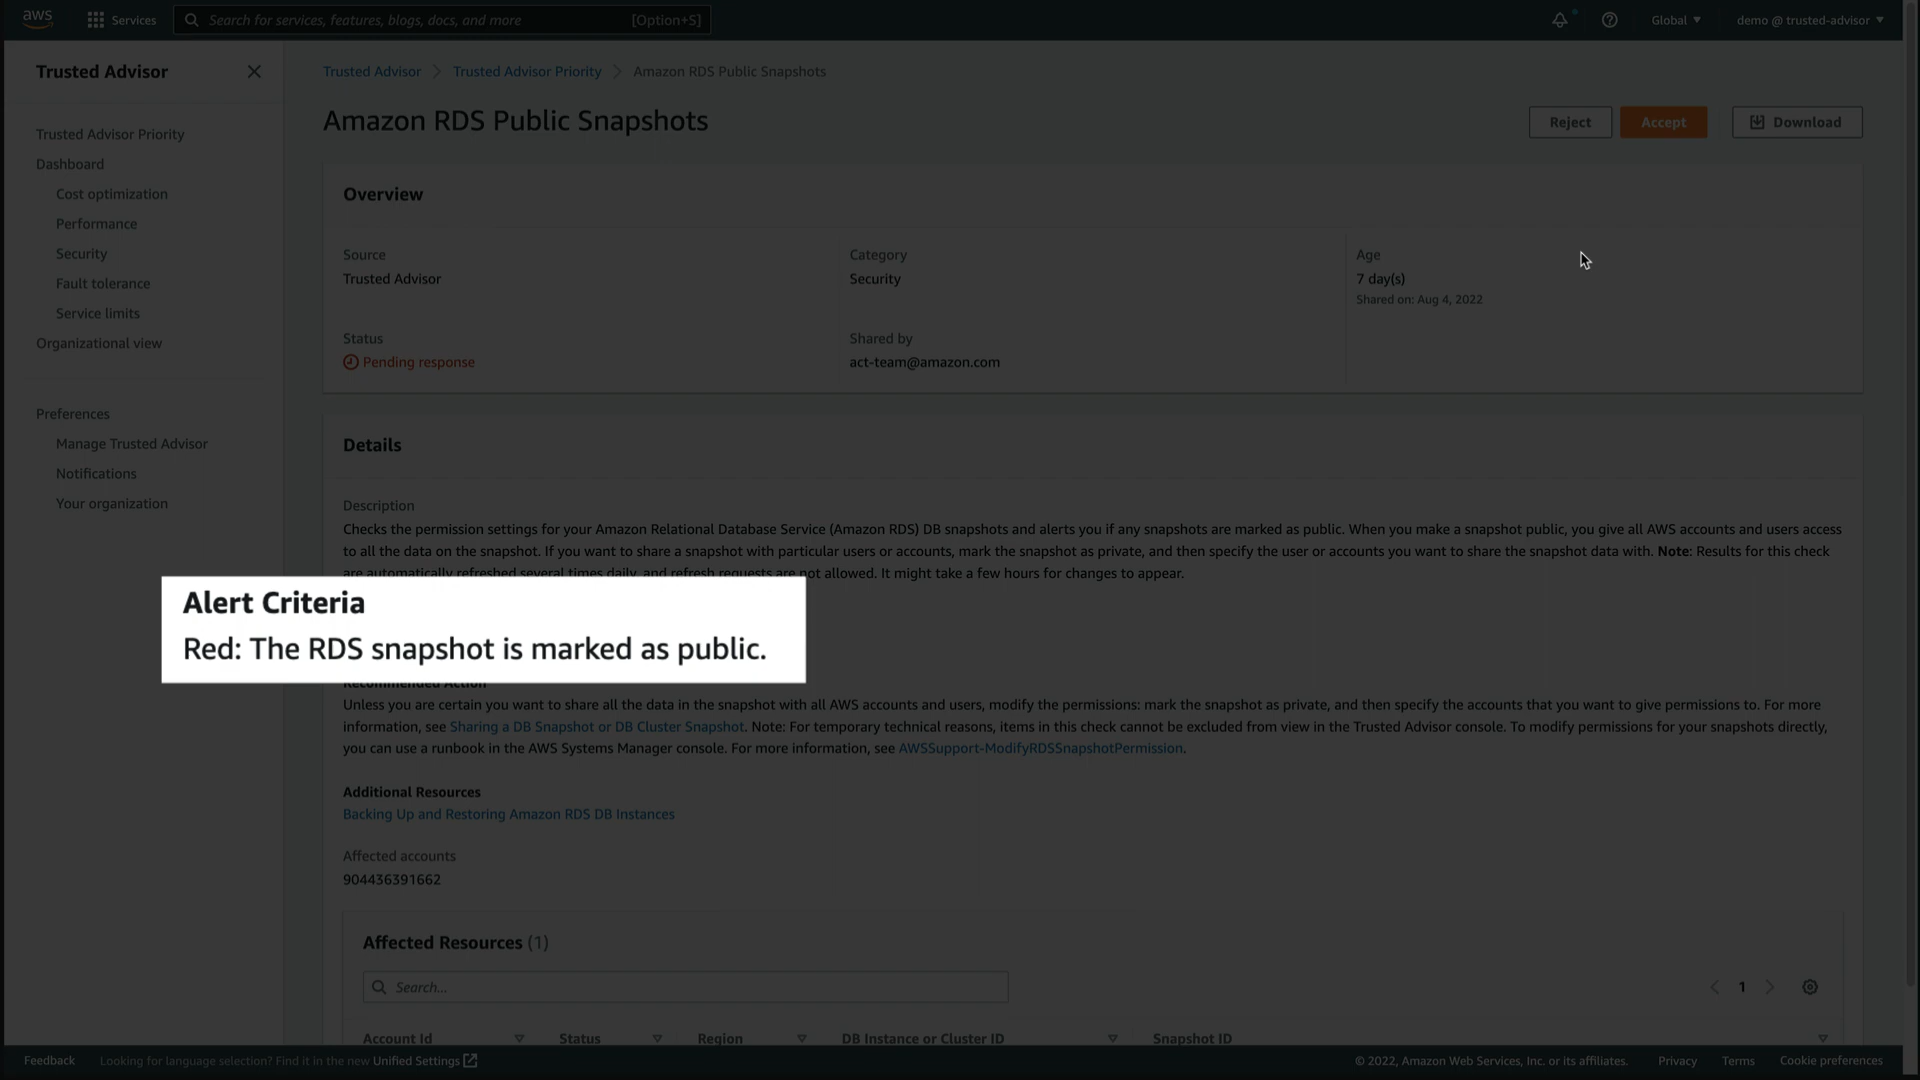 aws
Services
Search for services, features, blogs, docs, and more
[Option+S]
Global
demo @ trusted-advisor
Trusted Advisor
Trusted Advisor Priority
Dashboard
Cost optimization
Performance
Security
Fault tolerance
Service limits
Organizational view
Preferences
Manage Trusted Advisor
Notifications
Your organization
Trusted Advisor > Trusted Advisor Priority > Amazon RDS Public Snapshots
Amazon RDS Public Snapshots
Reject
Accept
Download
Overview
Source
Trusted Advisor
Category
Security
Age
7 day(s)
Shared on: Aug 4, 2022
Status
Pending response
Shared by
act-team@amazon.com
Details
Description
Checks the permission settings for your Amazon Relational Database Service (Amazon RDS) DB snapshots and alerts you if any snapshots are marked as public. When you make a snapshot public, you give all AWS accounts and users access
to all the data on the snapshot. If you want to share a snapshot with particular users or accounts, mark the snapshot as private, and then specify the user or accounts you want to share the snapshot data with. Note: Results for this check
are automatically refreshed several times daily, and refresh requests are not allowed. It might take a few hours for changes to appear.
Alert Criteria
Red: The RDS snapshot is marked as public.
Recommended Action
Unless you are certain you want to share all the data in the snapshot with all AWS accounts and users, modify the permissions: mark the snapshot as private, and then specify the accounts that you want to give permissions to. For more
information, see Sharing a DB Snapshot or DB Cluster Snapshot. Note: For temporary technical reasons, items in this check cannot be excluded from view in the Trusted Advisor console. To modify permissions for your snapshots directly,
you can use a runbook in the AWS Systems Manager console. For more information, see AWSSupport-ModifyRDSSnapshotPermission.
Additional Resources
Backing Up and Restoring Amazon RDS DB Instances
Affected accounts
904436391662
Affected Resources (1)
Search...
1
Account Id
Status
Region
DB Instance or Cluster ID
Snapshot ID
Feedback
Looking for language selection? Find it in the new Unified Settings
© 2022, Amazon Web Services, Inc. or its affiliates.
Privacy
Terms
Cookie preferences